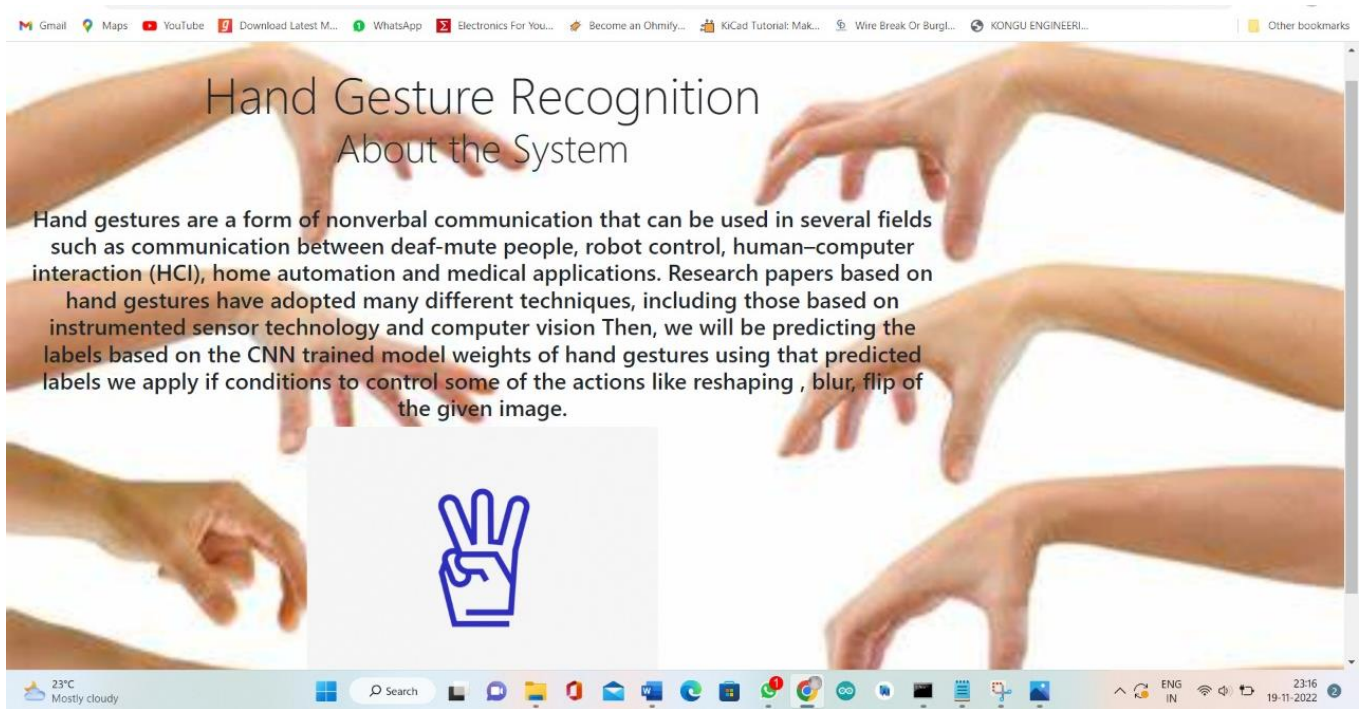 Gmail Maps YouTube Download Latest M... WhatsApp Electronics For You... Become an Ohmify... KiCad Tutorial: Mak... Wire Break Or Burgl... KONGU ENGINEERI... Other bookmarks
Hand Gesture Recognition
About the System
Hand gestures are a form of nonverbal communication that can be used in several fields
such as communication between deaf-mute people, robot control, human–computer
interaction (HCI), home automation and medical applications. Research papers based on
hand gestures have adopted many different techniques, including those based on
instrumented sensor technology and computer vision Then, we will be predicting the
labels based on the CNN trained model weights of hand gestures using that predicted
labels we apply if conditions to control some of the actions like reshaping , blur, flip of
the given image.
23°C
Mostly cloudy
Search
1
ENG
IN
23:16
19-11-2022
2